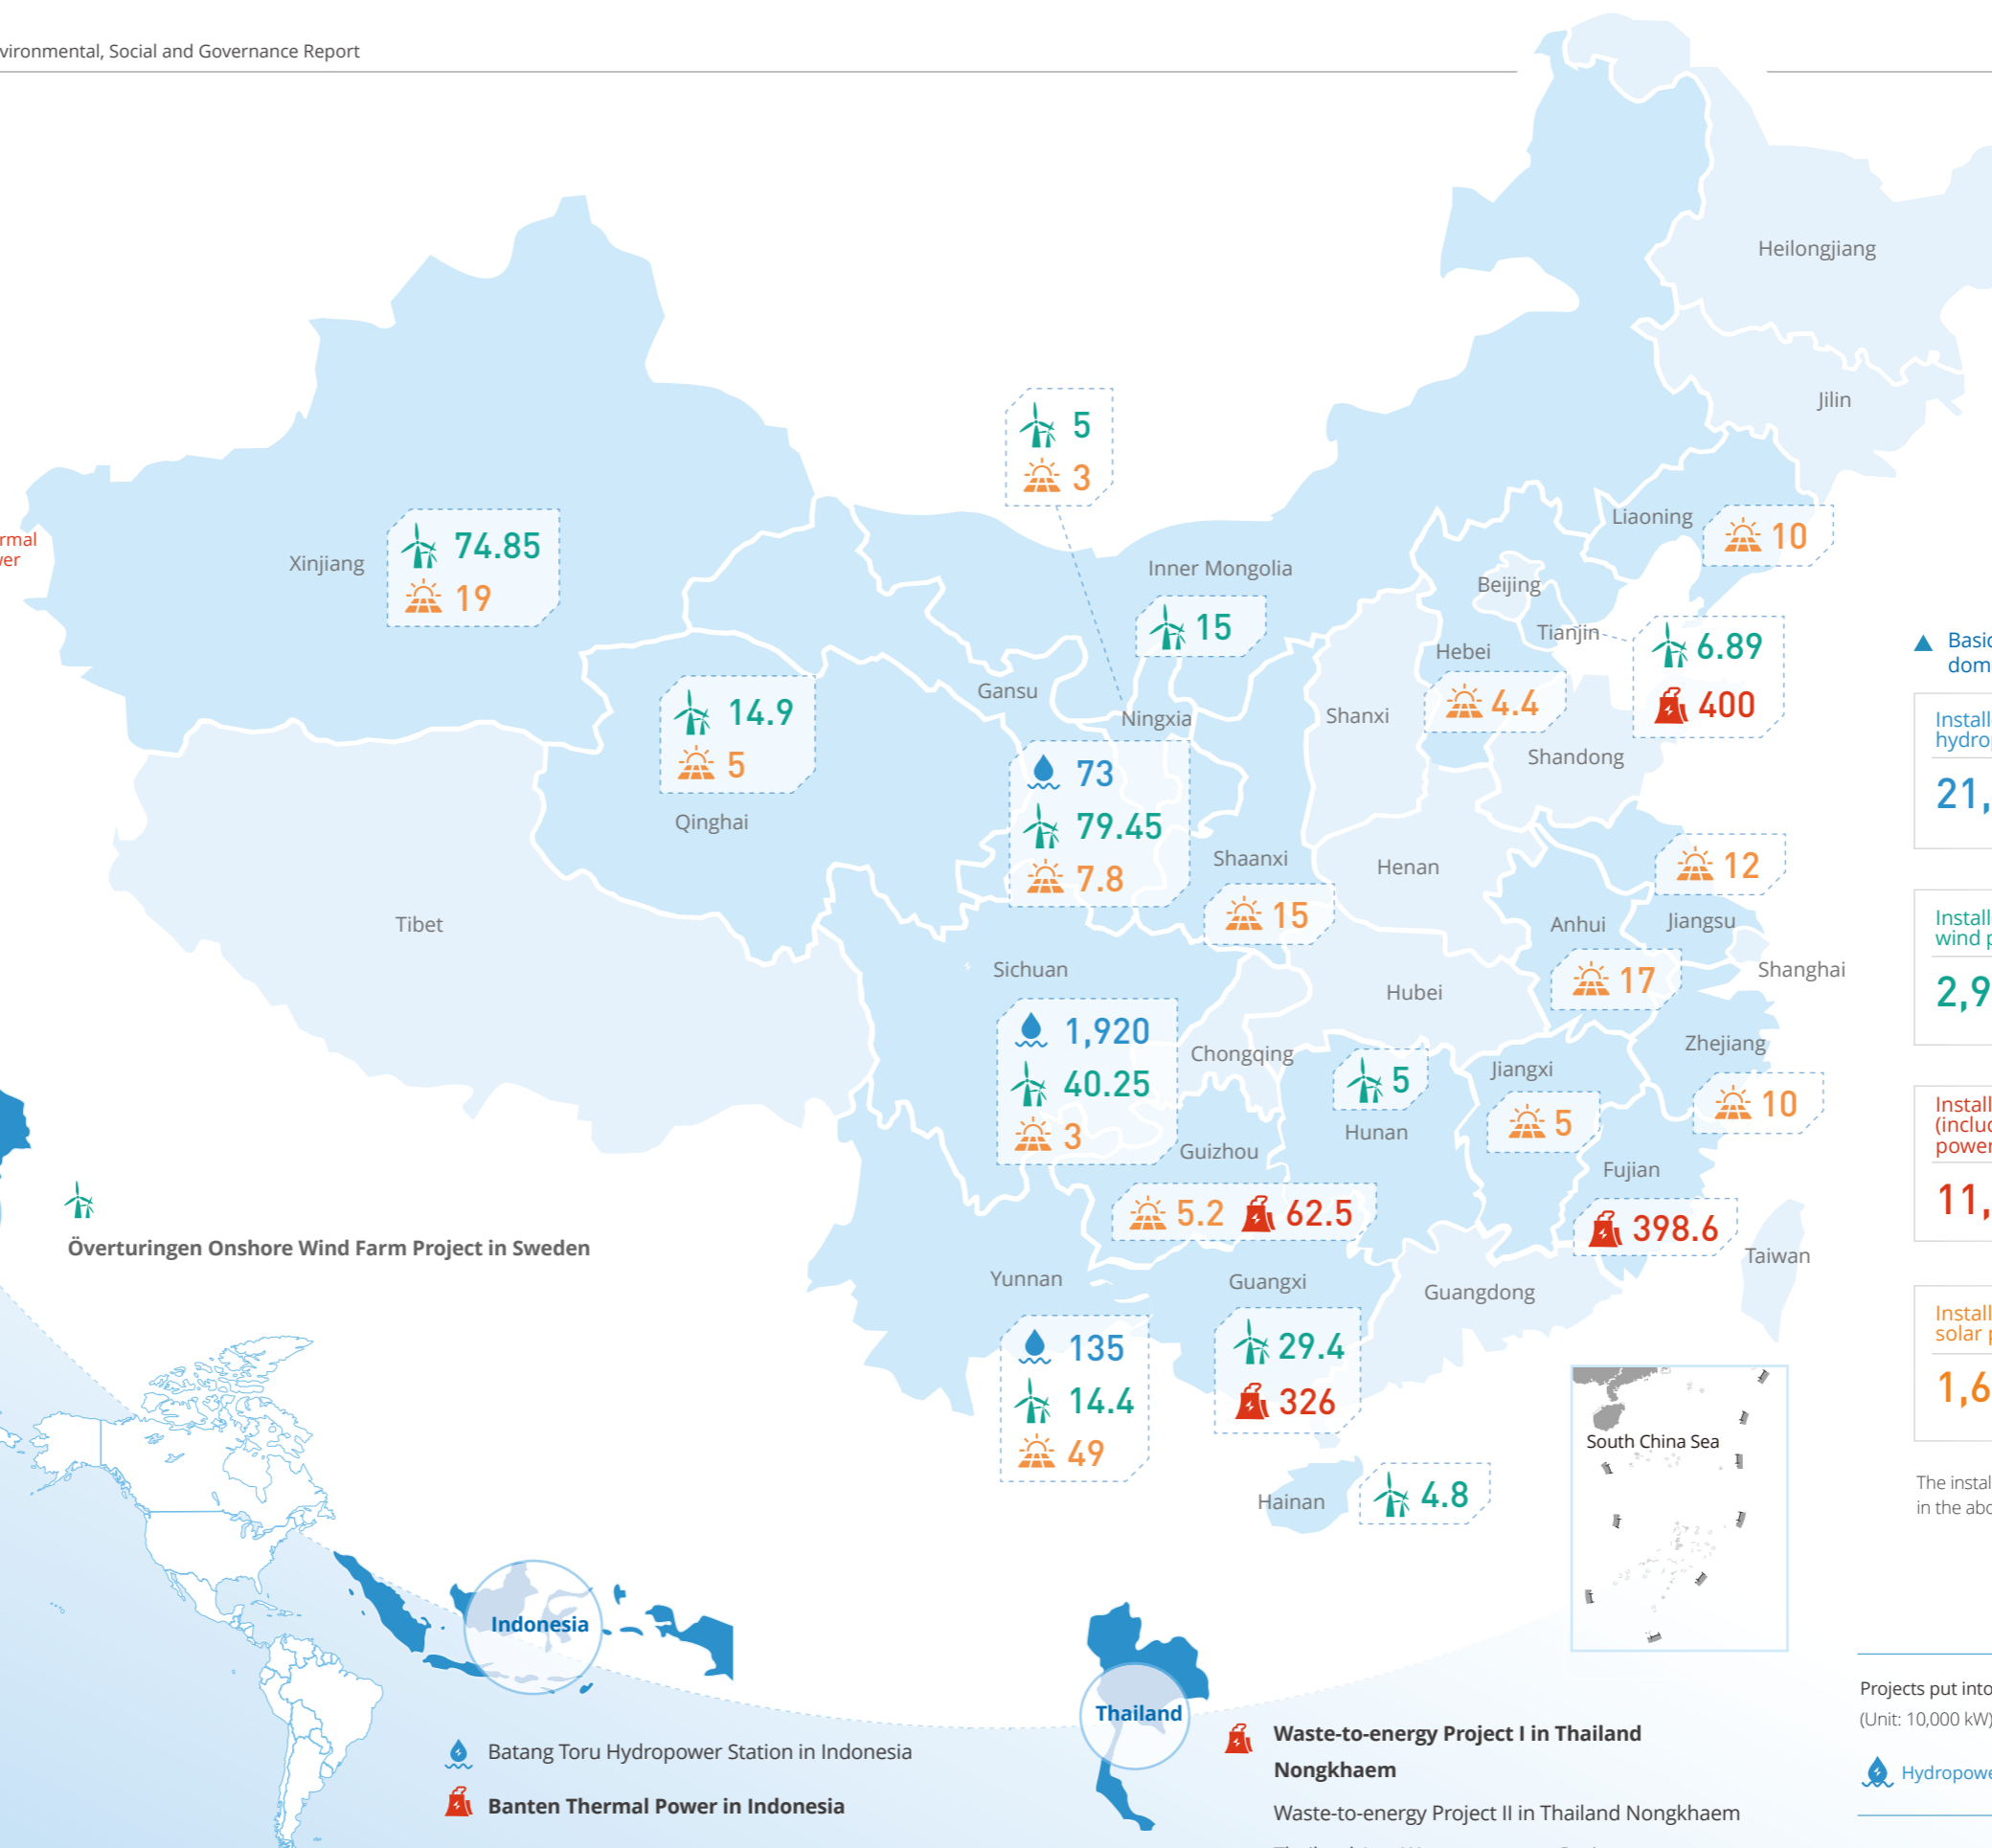 vironmental, Social and Governance Report
Heilongjiang
Jilin
5
3
Liaoning
10
rmal
Xinjiang
74.85
19
Inner Mongolia
15
Beijing
Tianjin
6.89
400
Hebei
4.4
Basic
dom
Gansu
14.9
5
Qinghai
Ningxia
Shanxi
Shandong
73
79.45
7.8
Install
hydrop
21,
Shaanxi
15
Henan
12
Tibet
Anhui
17
Jiangsu
Install
wind p
2,9
Shanghai
Sichuan
1,920
40.25
3
Hubei
Chongqing
5
Hunan
Jiangxi
5
Zhejiang
10
Install
(includ
power
11,
Guizhou
5.2 62.5
Fujian
398.6
Överturingen Onshore Wind Farm Project in Sweden
Taiwan
Yunnan
135
14.4
49
Guangxi
29.4
326
Guangdong
Install
solar p
1,6
South China Sea
Hainan
4.8
The instal
in the abo
Indonesia
Batang Toru Hydropower Station in Indonesia
Banten Thermal Power in Indonesia
Thailand
Waste-to-energy Project I in Thailand
Nongkhaem
Waste-to-energy Project II in Thailand Nongkhaem
Projects put into
(Unit: 10,000 kW)
Hydropowe